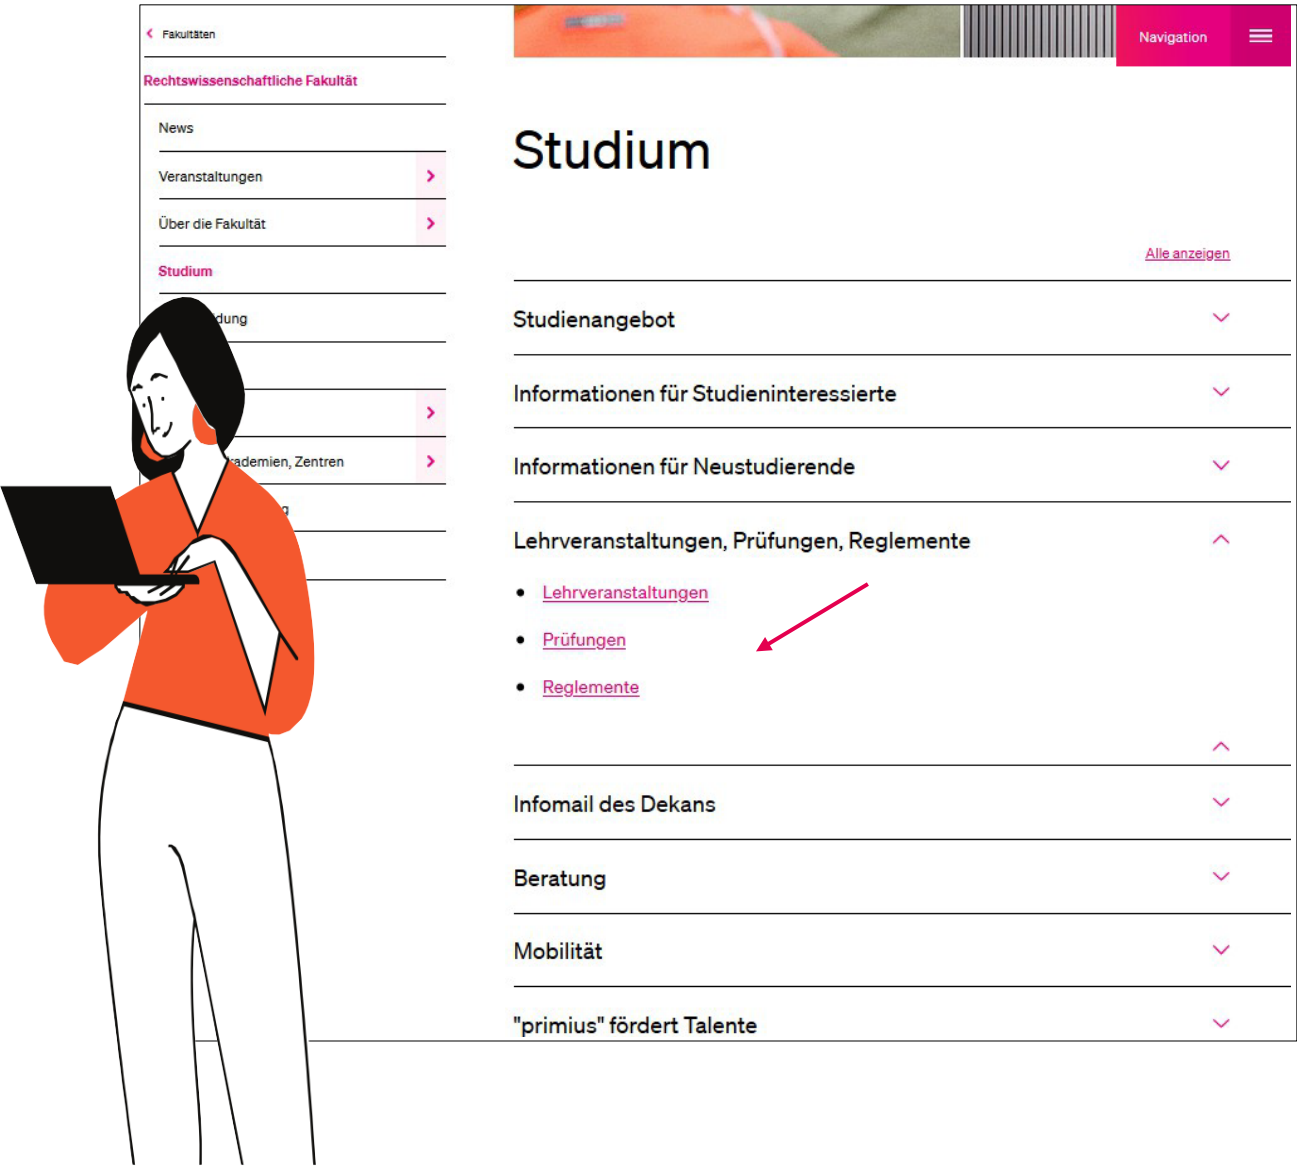 Fakultäten
Rechtswissenschaftliche Fakultät
News
Veranstaltungen
Über die Fakultät
Studium
Zentren
Navigation
Studium
Alle anzeigen
Studienangebot
Informationen für Studieninteressierte
Informationen für Neustudierende
Lehrveranstaltungen, Prüfungen, Reglemente
Lehrveranstaltungen
Prüfungen
Reglemente
Infomail des Dekans
Beratung
Mobilität
"primius" fördert Talente